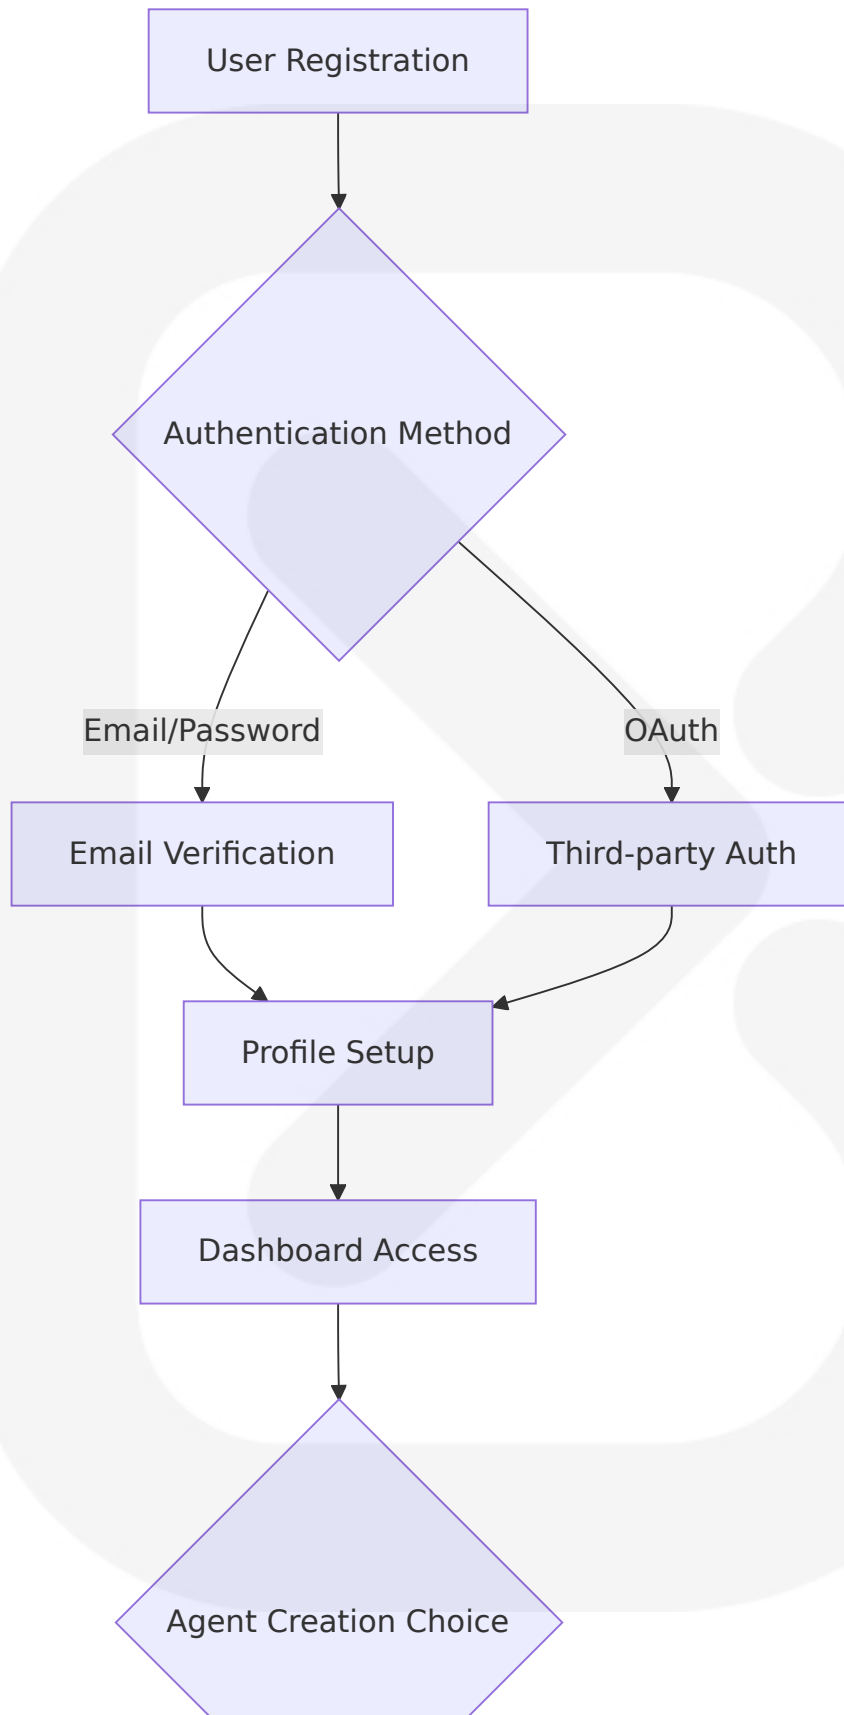 User Registration
Authentication Method
Email/Password
OAuth
Email Verification
Third-party Auth
Profile Setup
Dashboard Access
Agent Creation Choice